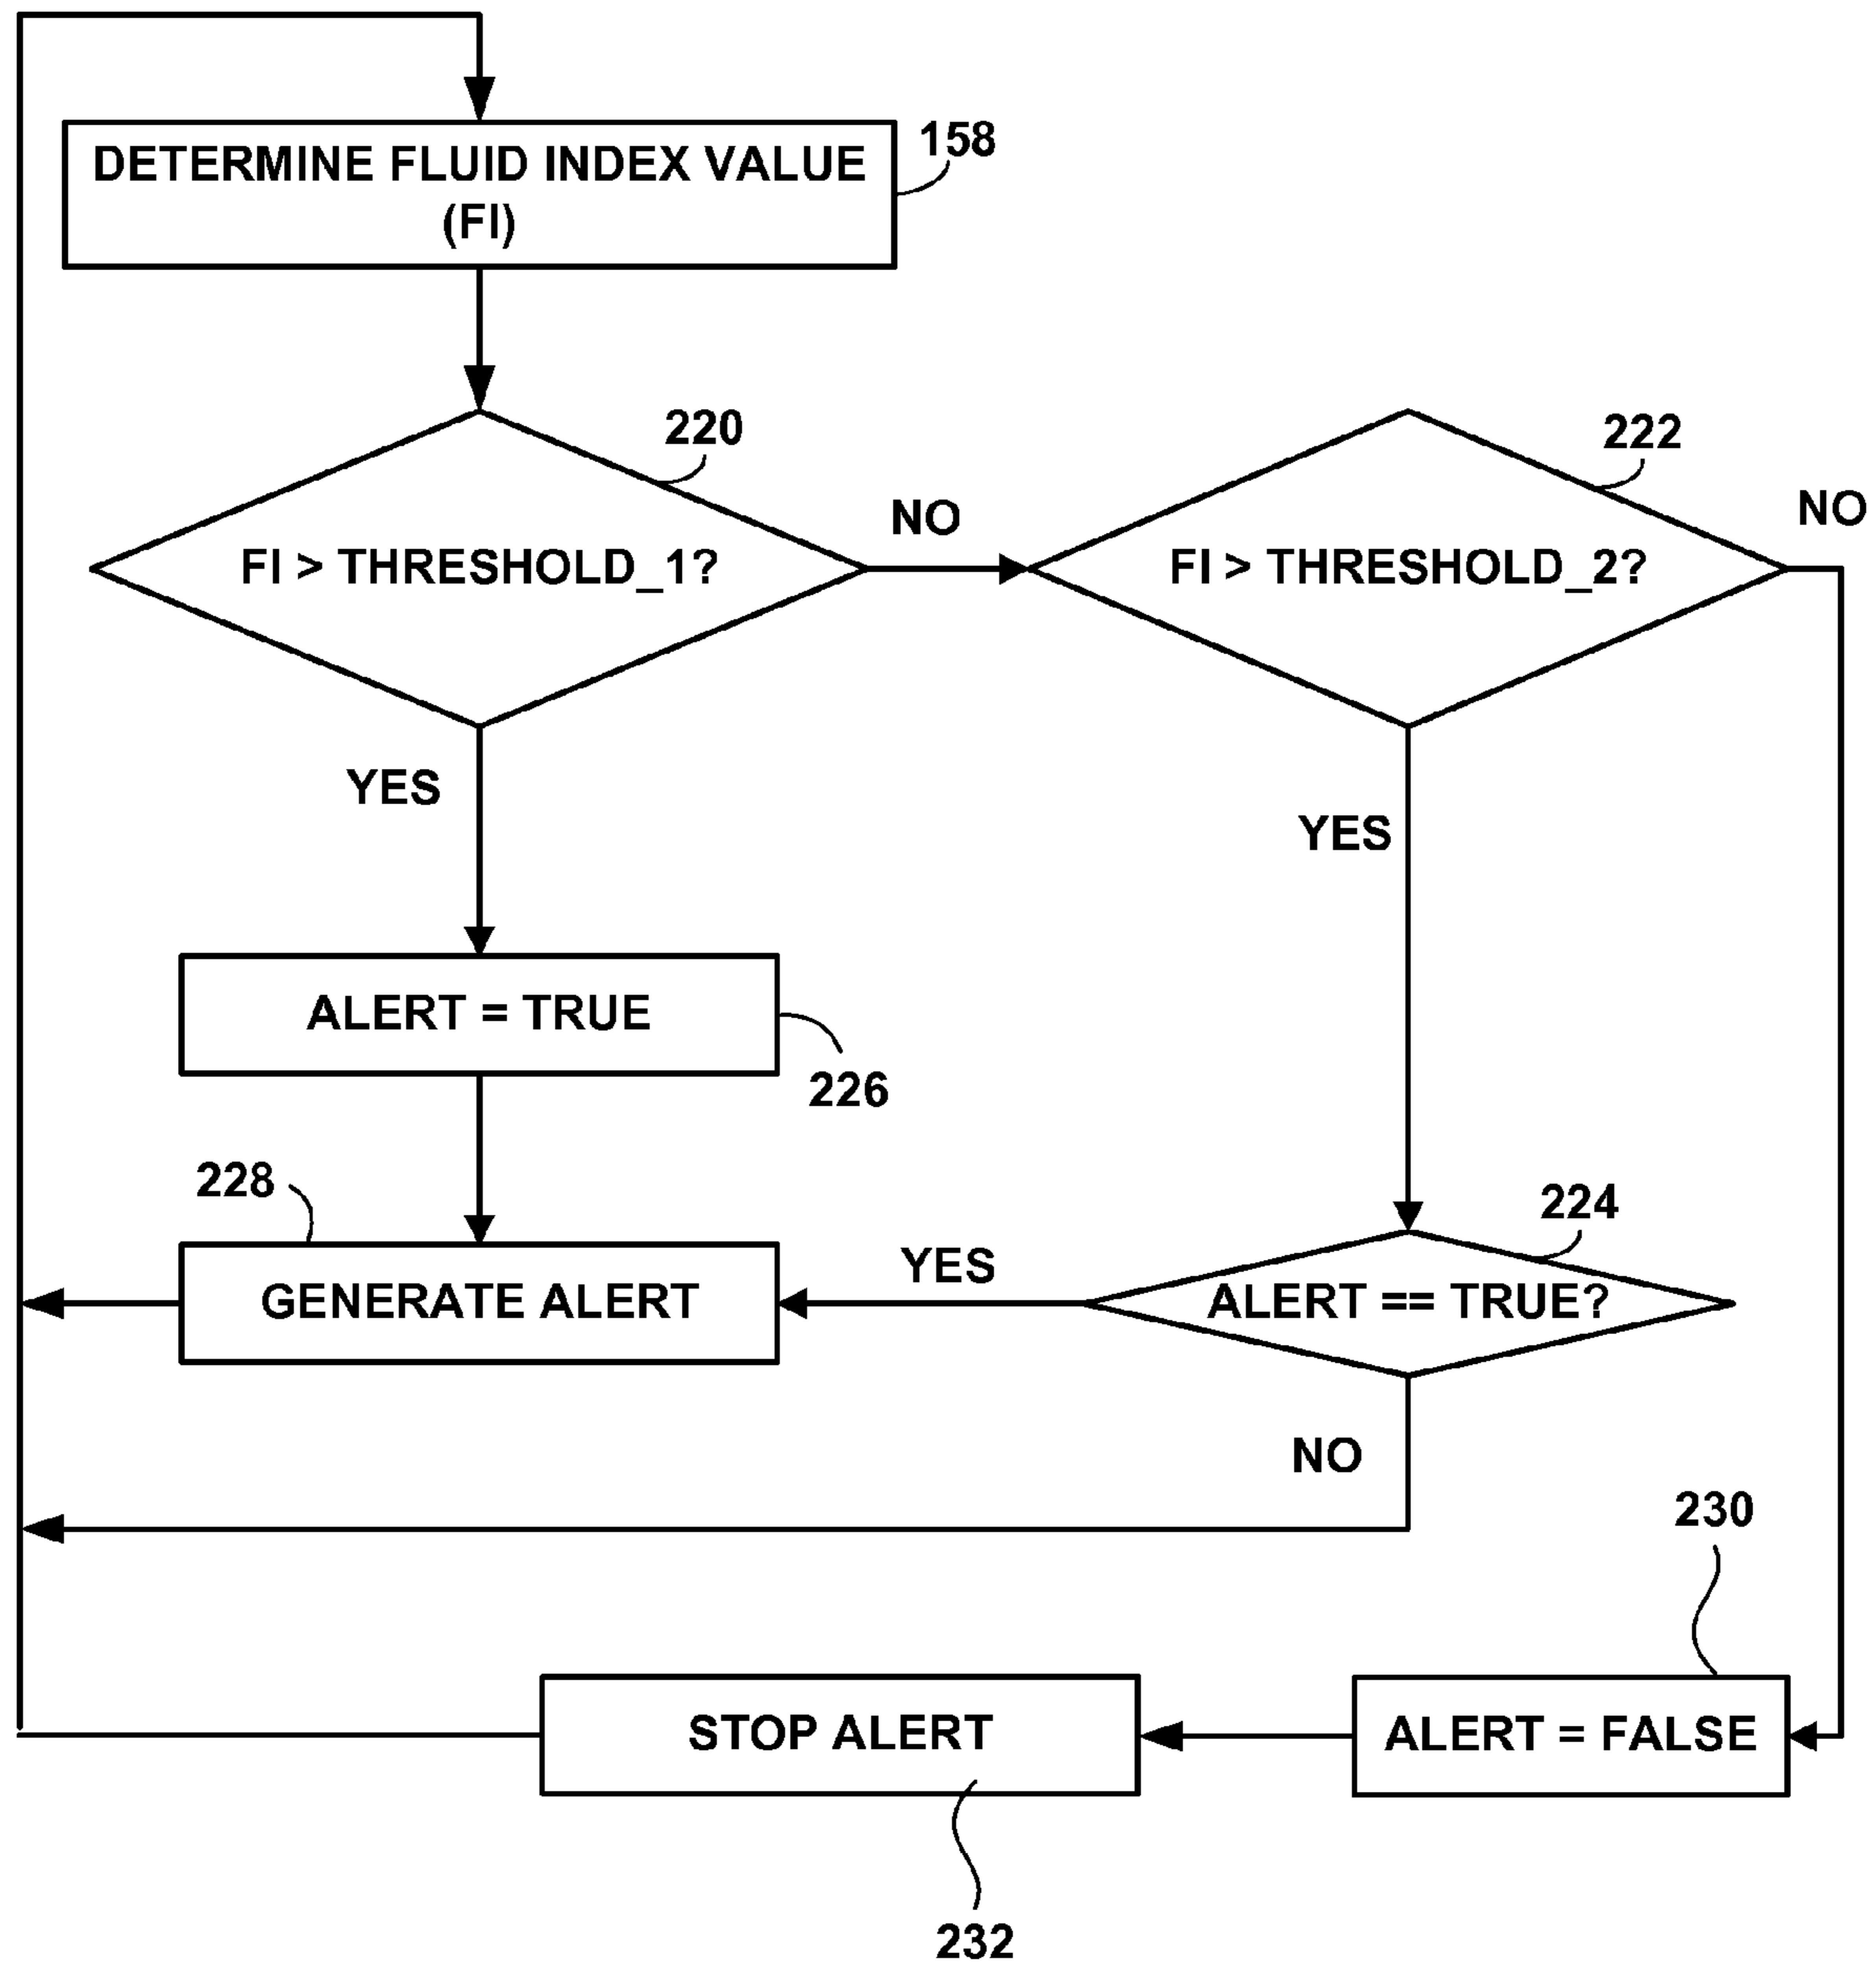 DETERMINE FLUID INDEX VALUE
(FI)
158
220
222
FI > THRESHOLD_1?
NO
FI > THRESHOLD_2?
NO
YES
YES
ALERT = TRUE
226
228
224
GENERATE ALERT
YES
ALERT == TRUE?
NO
230
STOP ALERT
ALERT = FALSE
232